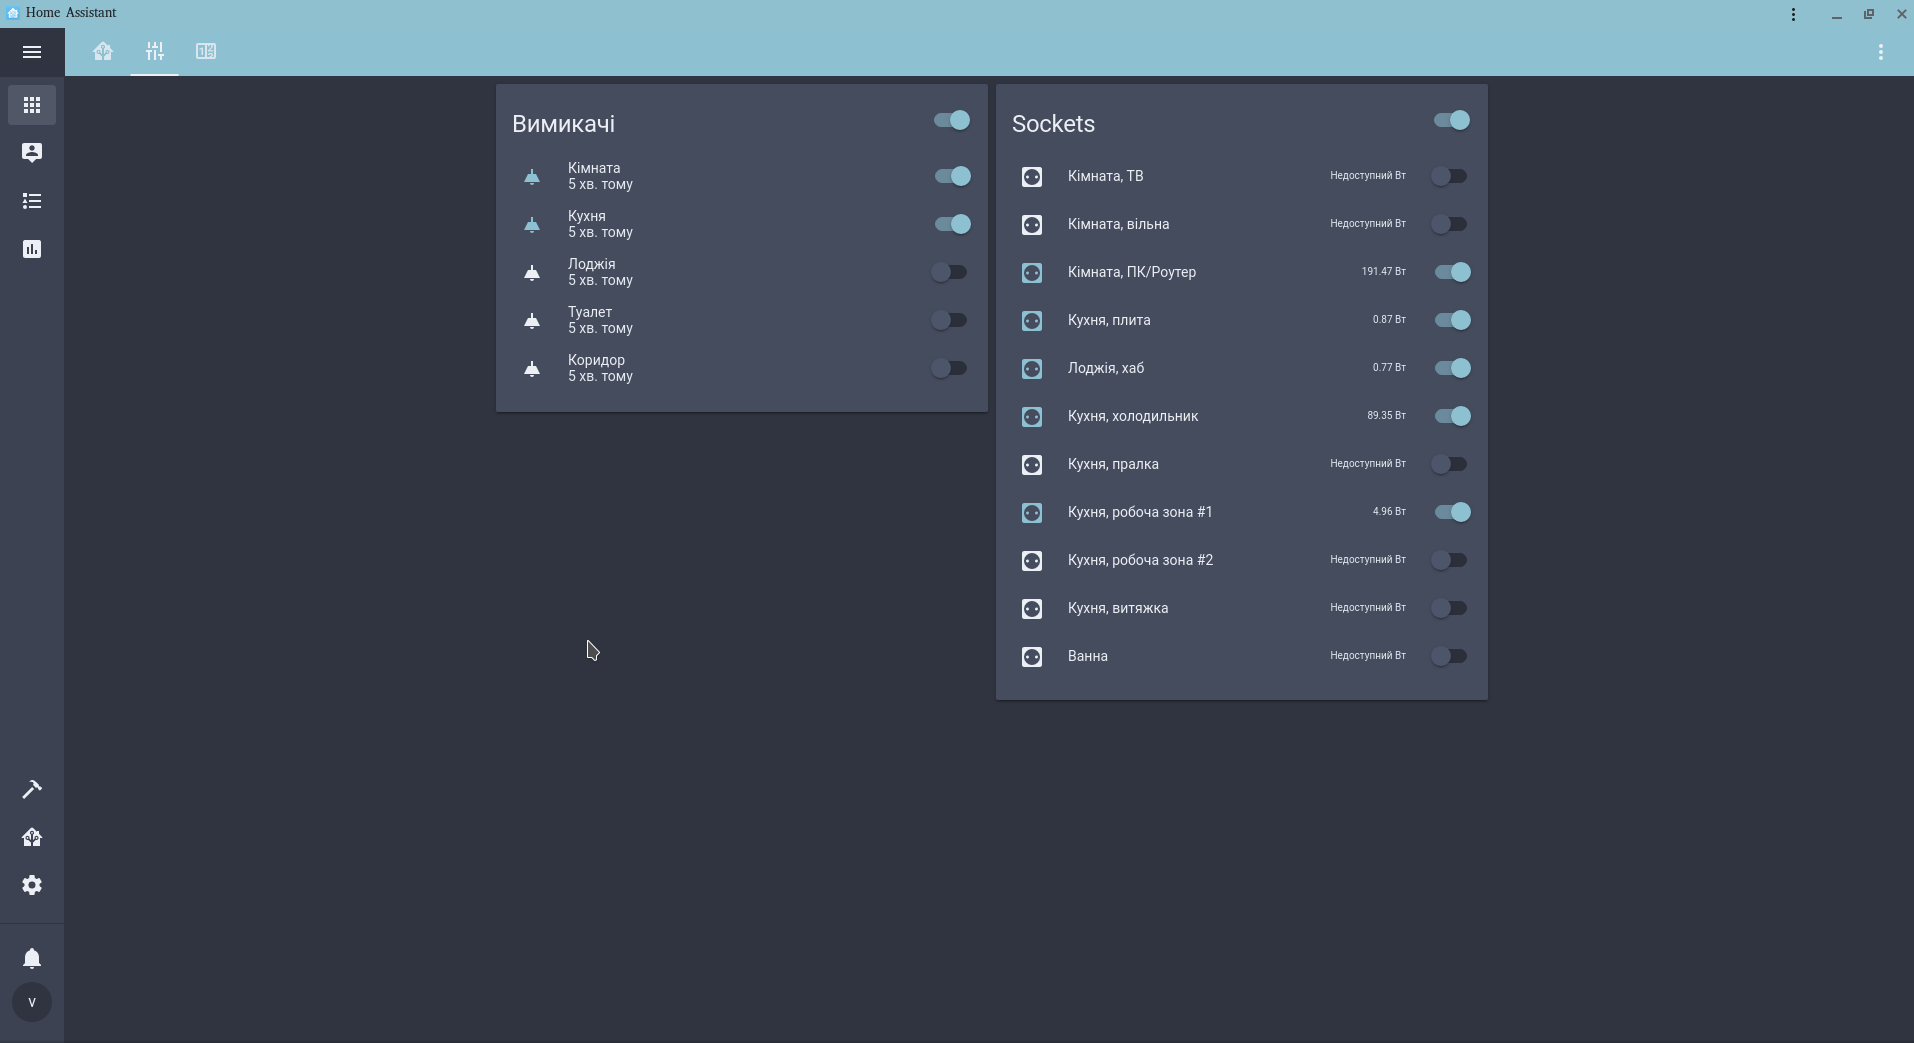 Home Assistant
Вимикачі
Кімната
5 хв. тому
Кухня
5 хв. тому
Лоджія
5 хв. тому
Туалет
5 хв. тому
Коридор
5 хв. тому
Sockets
Кімната, ТВ Недоступний Вт
Кімната, вільна Недоступний Вт
Кімната, ПК/Роутер 191.47 Вт
Кухня, плита 0.87 Вт
Лоджія, хаб 0.77 Вт
Кухня, холодильник 89.35 Вт
Кухня, пралка Недоступний Вт
Кухня, робоча зона #1 4.96 Вт
Кухня, робоча зона #2 Недоступний Вт
Кухня, витяжка Недоступний Вт
Ванна Недоступний Вт
V